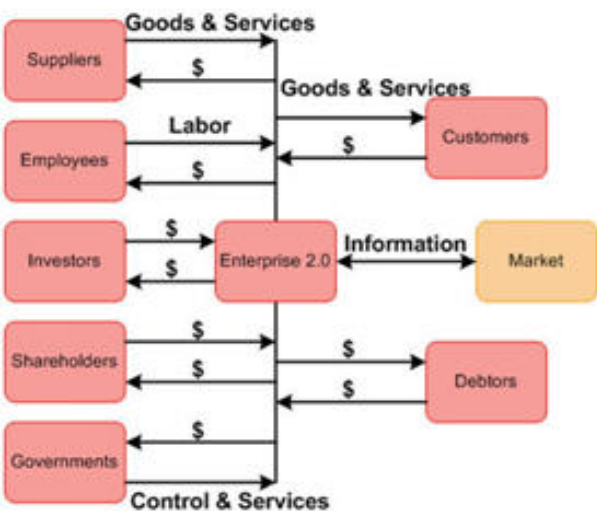 Goods & Services
Suppliers
$
Goods & Services
Labor
Customers
$
Employees
$
$
Information
Investors
Enterprise 2.0
Market
$
$
$
Shareholders
$
Debtors
$
$
Governments
Control & Services